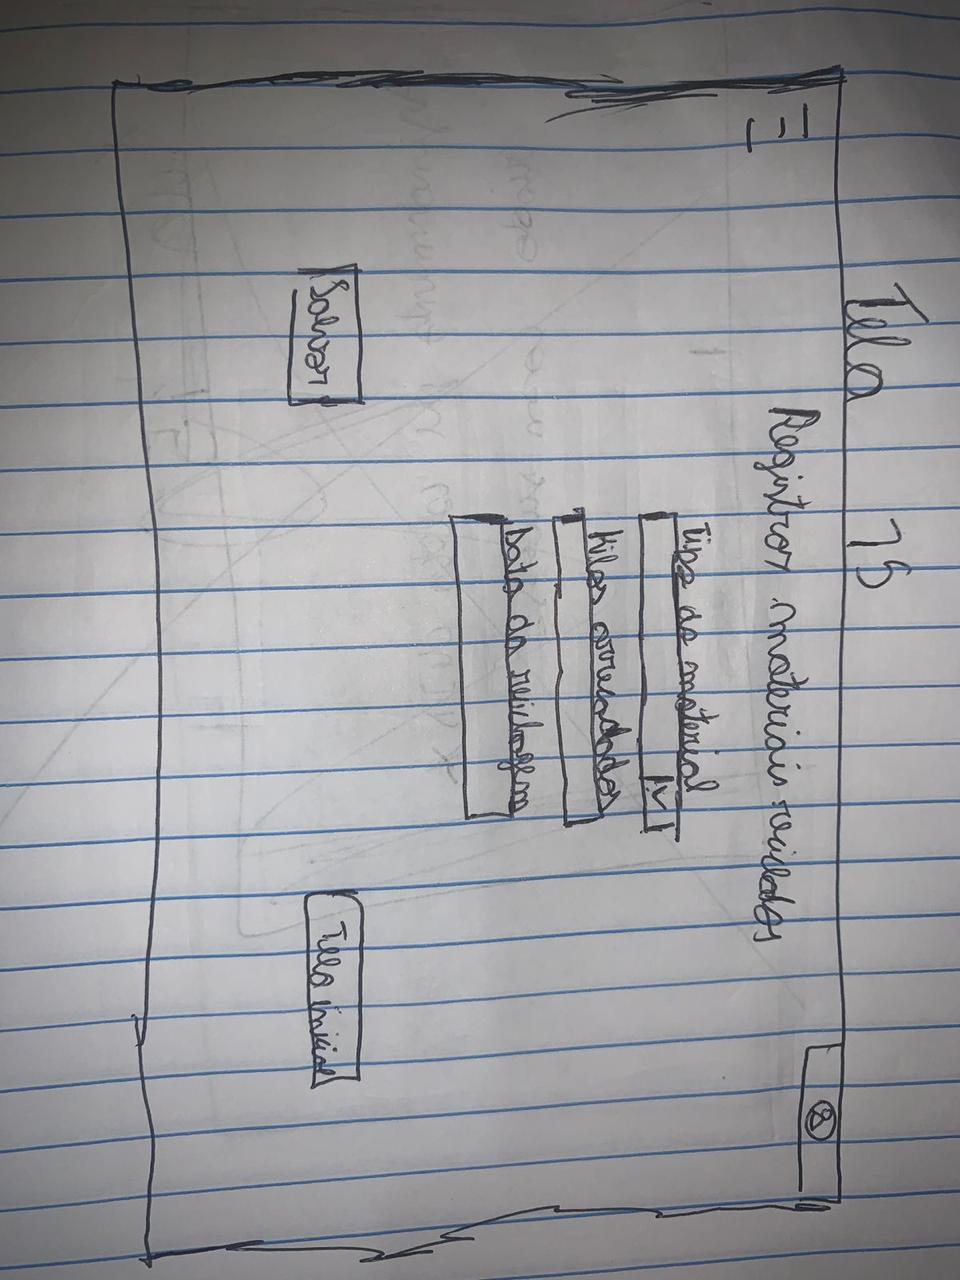 Tela 15
Registrar materiais reciclados
Tipo de material
Kilos arrecadados
Data da reciclagem
Salvar
Tela inicial